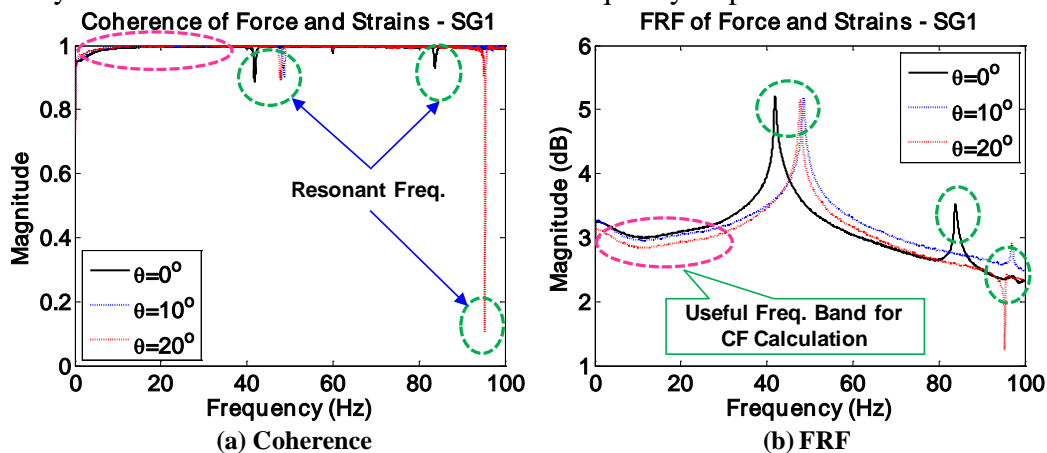 Coherence of Force and Strains - SG1
1
0.8
0.6
0.4
0.2
0
Magnitude
Resonant Freq.
θ=0°
θ=10°
θ=20°
0 20 40 60 80 100
Frequency (Hz)
(a) Coherence
FRF of Force and Strains - SG1
6
5
4
3
2
1
Magnitude (dB)
θ=0°
θ=10°
θ=20°
Useful Freq. Band for
CF Calculation
0 20 40 60 80 100
Frequency (Hz)
(b) FRF